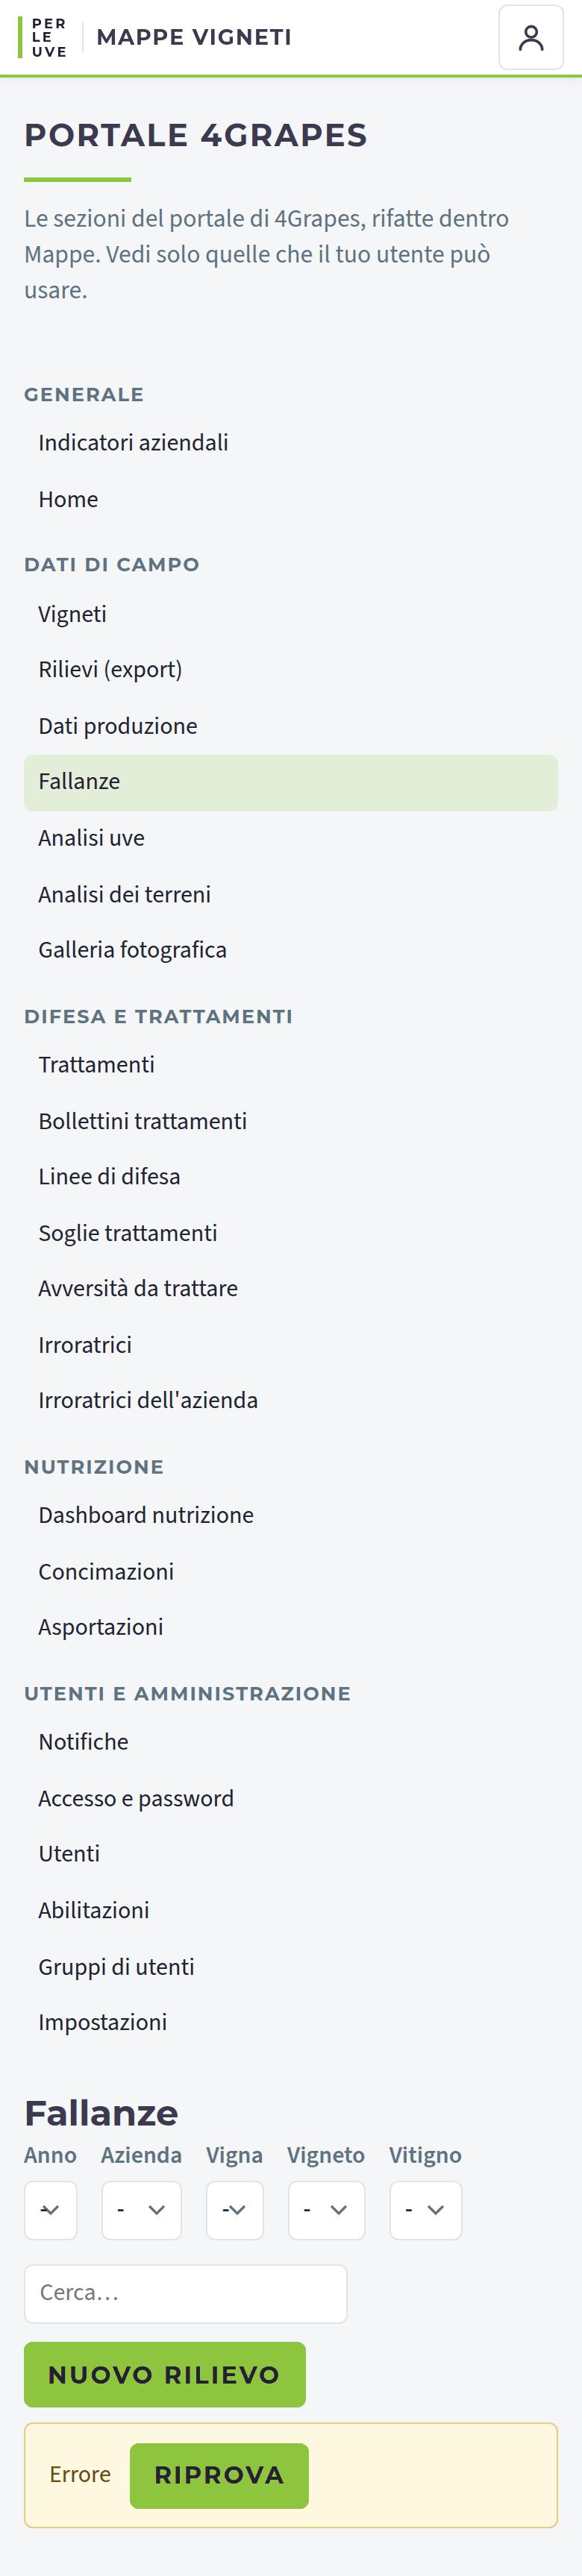 PER
LE
UVE
MAPPE VIGNETI
PORTALE 4GRAPES
Le sezioni del portale di 4Grapes, rifatte dentro
Mappe. Vedi solo quelle che il tuo utente può
usare.
GENERALE
Indicatori aziendali
Home
DATI DI CAMPO
Vigneti
Rilievi (export)
Dati produzione
Fallanze
Analisi uve
Analisi dei terreni
Galleria fotografica
DIFESA E TRATTAMENTI
Trattamenti
Bollettini trattamenti
Linee di difesa
Soglie trattamenti
Avversità da trattare
Irroratrici
Irroratrici dell'azienda
NUTRIZIONE
Dashboard nutrizione
Concimazioni
Asportazioni
UTENTI E AMMINISTRAZIONE
Notifiche
Accesso e password
Utenti
Abilitazioni
Gruppi di utenti
Impostazioni
Fallanze
Anno Azienda Vigna Vigneto Vitigno
- - - - -
Cerca...
NUOVO RILIEVO
Errore RIPROVA